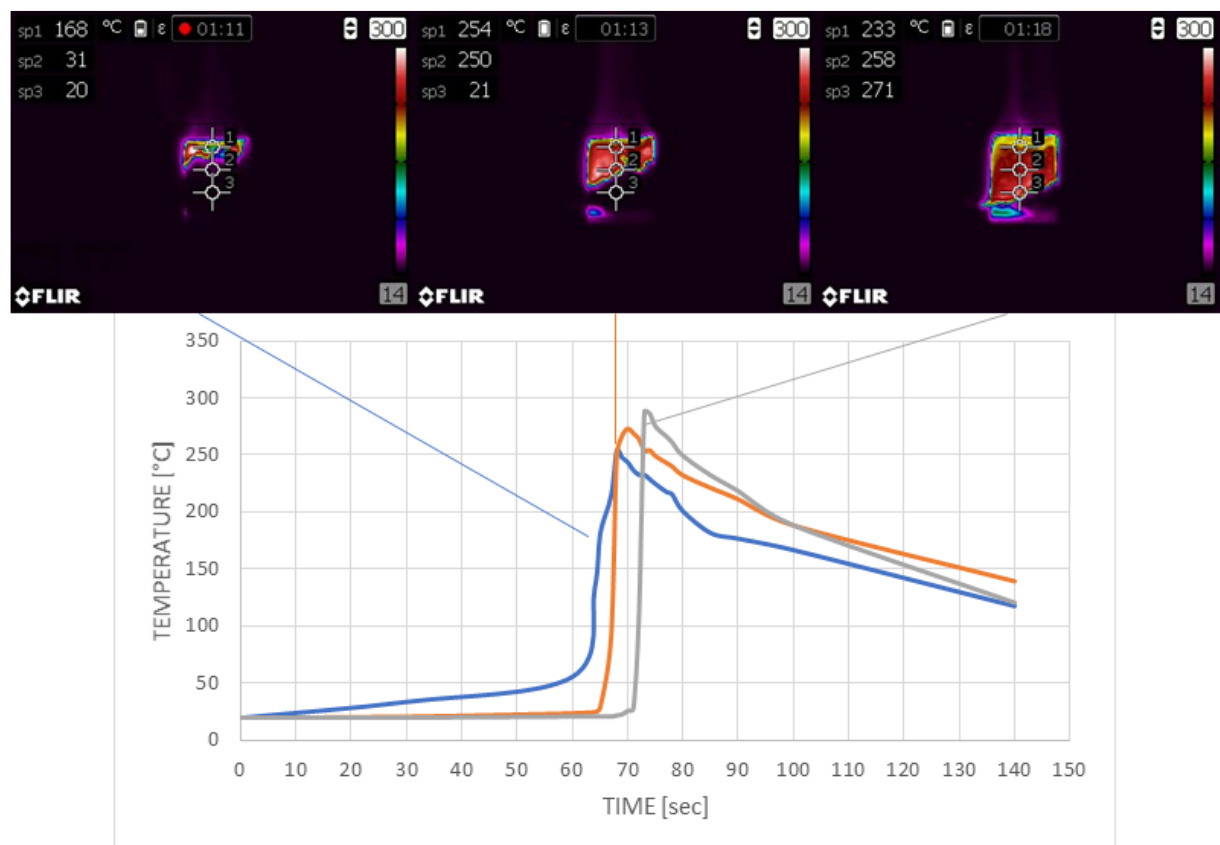 sp1 168 °C ε 01:11 300
sp2 31
sp3 20
1
2
3
FLIR 14
sp1 254 °C ε 01:13 300
sp2 250
sp3 21
1
2
3
FLIR 14
sp1 233 °C ε 01:18 300
sp2 258
sp3 271
1
2
3
FLIR 14
TEMPERATURE [°C]
350
300
250
200
150
100
50
0
0 10 20 30 40 50 60 70 80 90 100 110 120 130 140 150
TIME [sec]